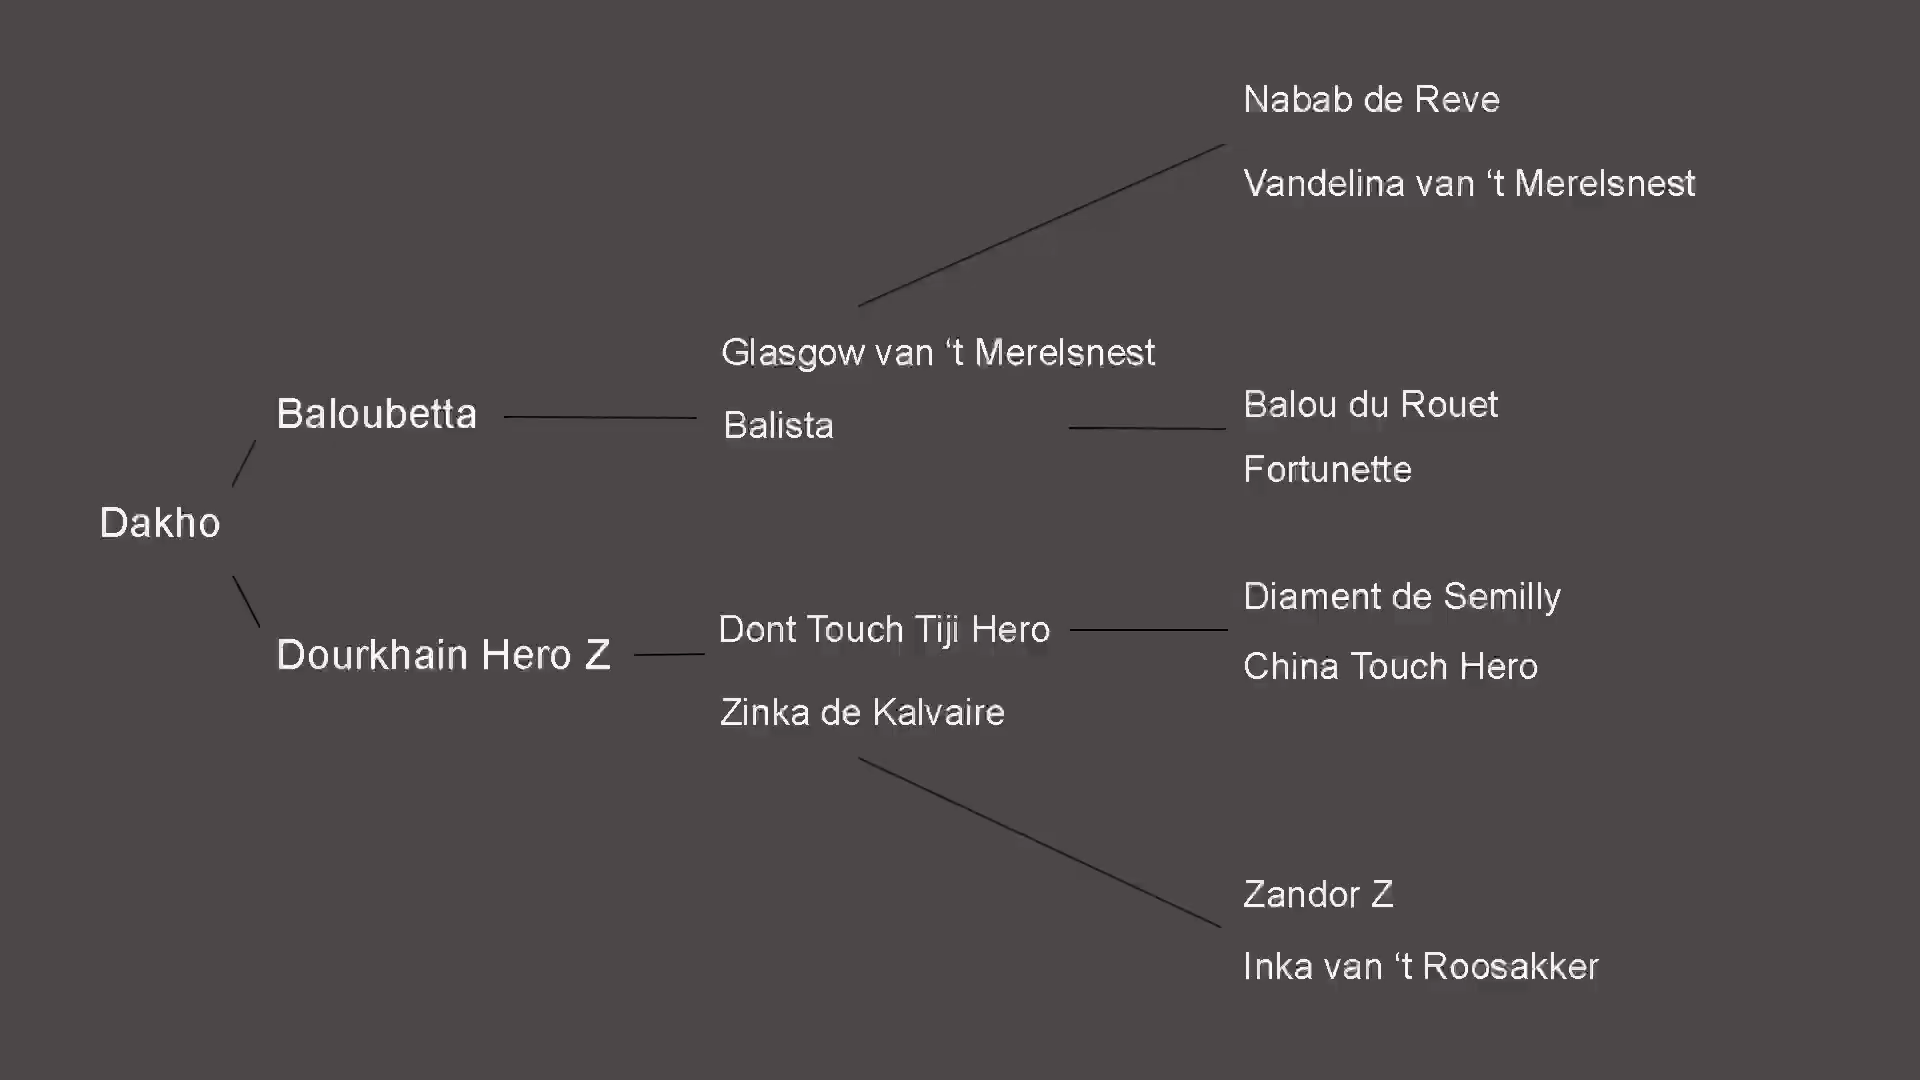 Nabab de Reve
Vandelina van ‘t Merelsnest
Glasgow van ‘t Merelsnest
Baloubetta
Balista
Balou du Rouet
Fortunette
Dakho
Diament de Semilly
Dont Touch Tiji Hero
Dourkhain Hero Z
China Touch Hero
Zinka de Kalvaire
Zandor Z
Inka van ‘t Roosakker